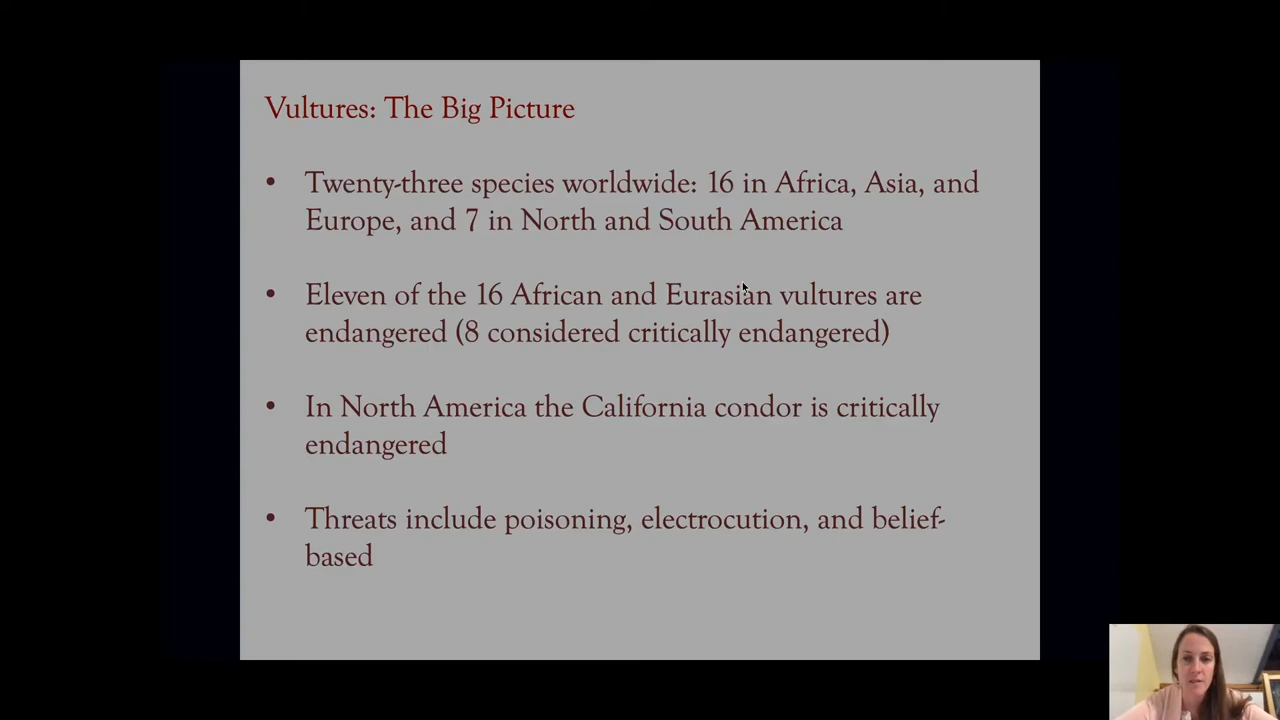 Vultures: The Big Picture
• Twenty-three species worldwide: 16 in Africa, Asia, and
Europe, and 7 in North and South America
• Eleven of the 16 African and Eurasian vultures are
endangered (8 considered critically endangered)
• In North America the California condor is critically
endangered
• Threats include poisoning, electrocution, and belief-
based